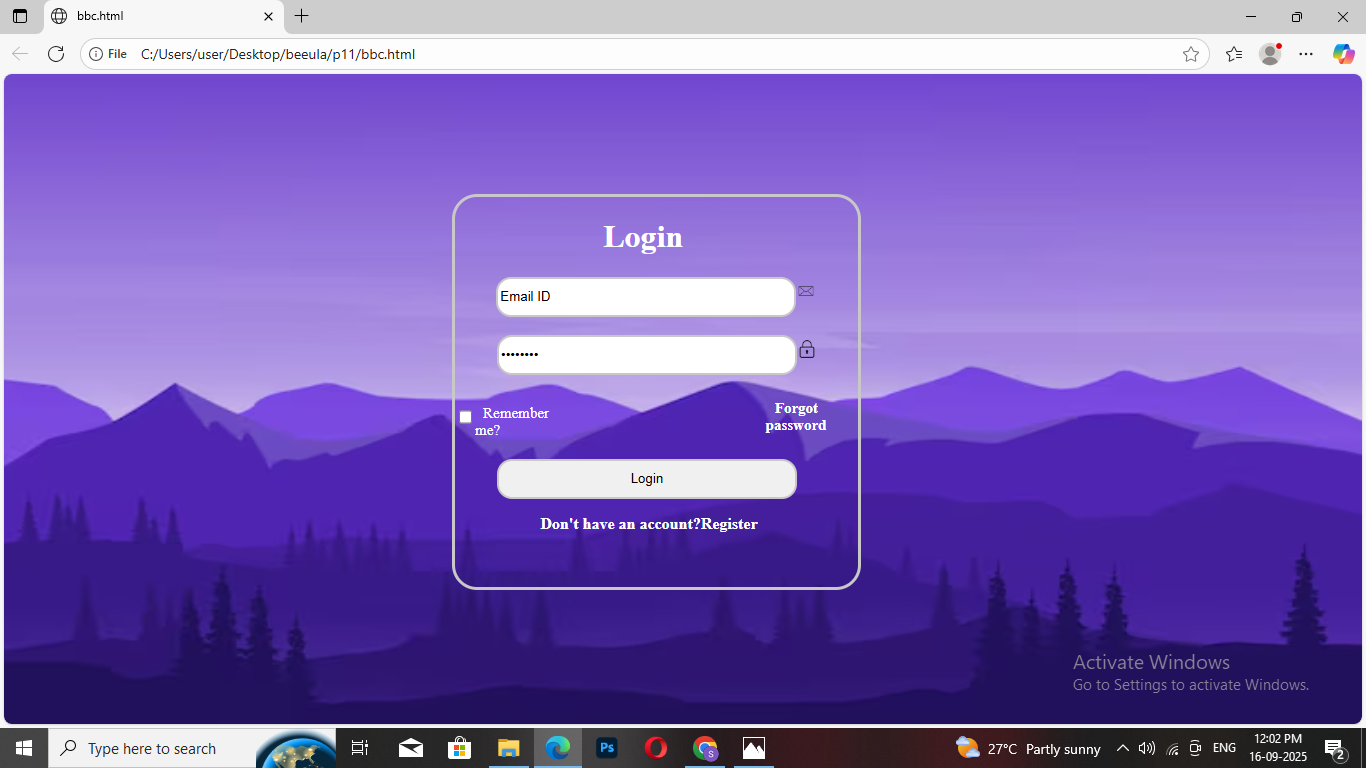 bbc.html
File C:/Users/user/Desktop/beeula/p11/bbc.html
Login
Email ID
••••••••
Remember
me?
Forgot
password
Login
Don't have an account?Register
Activate Windows
Go to Settings to activate Windows.
Type here to search
Ps
S
27°C Partly sunny
ENG
12:02 PM
16-09-2025
2